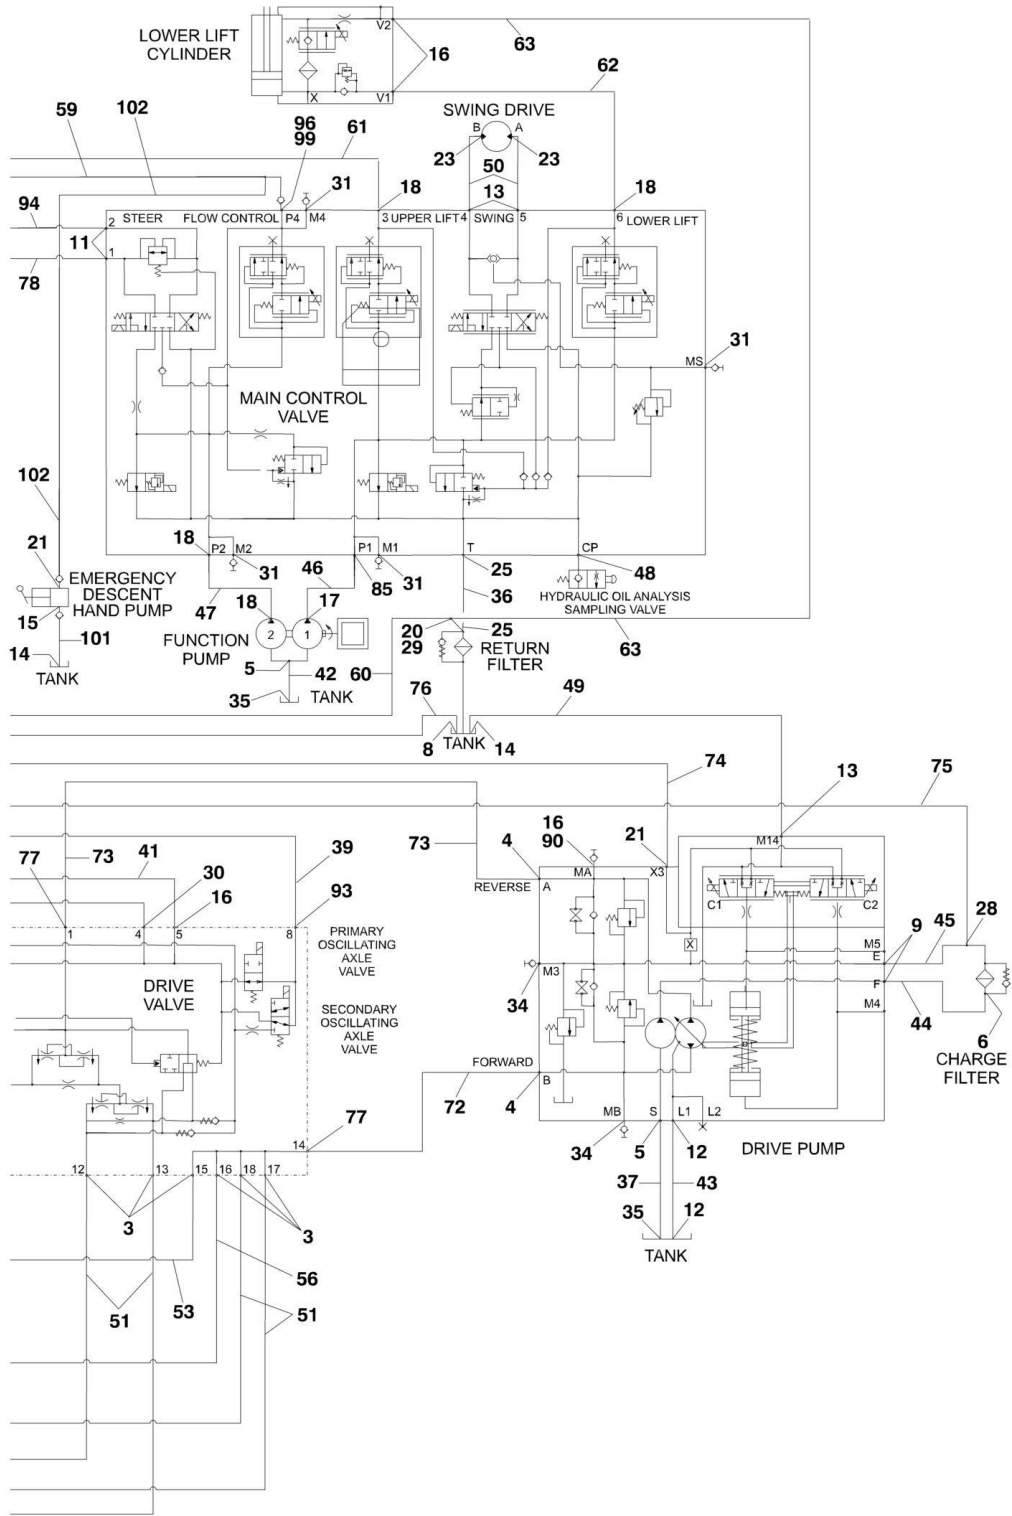 LOWER LIFT
CYLINDER
V2
16
63
X
V1
62
59
102
96
99
61
SWING DRIVE
B
A
23
23
50
31
18
13
18
94
2
STEER
FLOW CONTROL
P4
M4
3
UPPER LIFT
4
SWING
5
6
LOWER LIFT
11
1
78
MS
31
MAIN CONTROL
VALVE
102
21
18
P2
M2
P1
M1
T
CP
EMERGENCY
DESCENT
HAND PUMP
31
46
31
25
48
47
85
36
HYDRAULIC OIL ANALYSIS
SAMPLING VALVE
15
18
17
101
FUNCTION
PUMP
2
1
20
29
25
RETURN
FILTER
63
14
TANK
5
42
60
35
TANK
76
49
8
TANK
14
74
75
13
77
73
41
39
73
4
16
90
21
M14
30
REVERSE
A
MA
X3
16
93
C1
C2
28
1
4
5
8
PRIMARY
OSCILLATING
AXLE
VALVE
X
M5
9
45
E
DRIVE
VALVE
M3
34
F
M4
SECONDARY
OSCILLATING
AXLE
VALVE
44
6
CHARGE
FILTER
FORWARD
B
72
4
MB
S
L1
L2
77
14
34
5
12
DRIVE PUMP
12
13
15
16
18
17
37
43
3
3
35
12
TANK
56
53
51
51